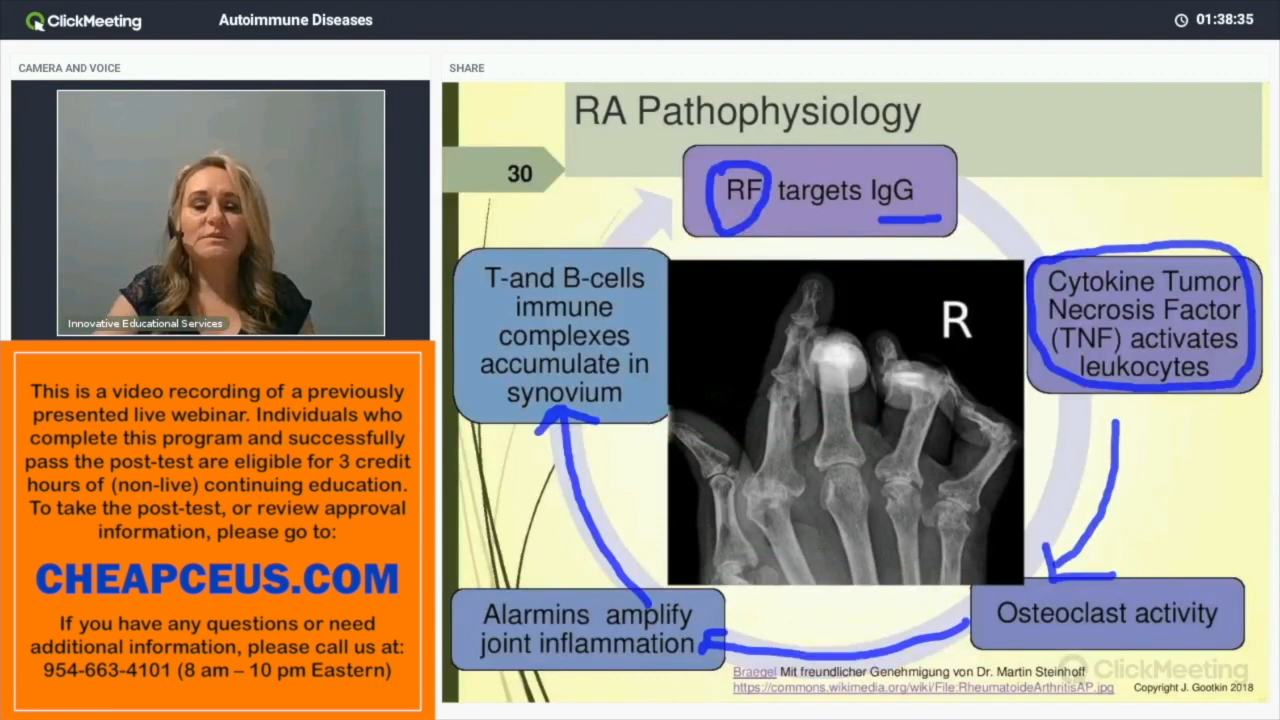 ClickMeeting
Autoimmune Diseases
01:38:35
CAMERA AND VOICE
SHARE
Innovative Educational Services
This is a video recording of a previously
presented live webinar. Individuals who
complete this program and successfully
pass the post-test are eligible for 3 credit
hours of (non-live) continuing education.
To take the post-test, or review approval
information, please go to:
CHEAPCEUS.COM
If you have any questions or need
additional information, please call us at:
954-663-4101 (8 am – 10 pm Eastern)
RA Pathophysiology
30
RF targets IgG
Cytokine Tumor
Necrosis Factor
(TNF) activates
leukocytes
Osteoclast activity
Alarmins amplify
joint inflammation
T-and B-cells
immune
complexes
accumulate in
synovium
R
Braegel Mit freundlicher Genehmigung von Dr. Martin Steinhoff
https://commons.wikimedia.org/wiki/File:RheumatoideArthritisAP.jpg
Copyright J. Gootkin 2018
ClickMeeting